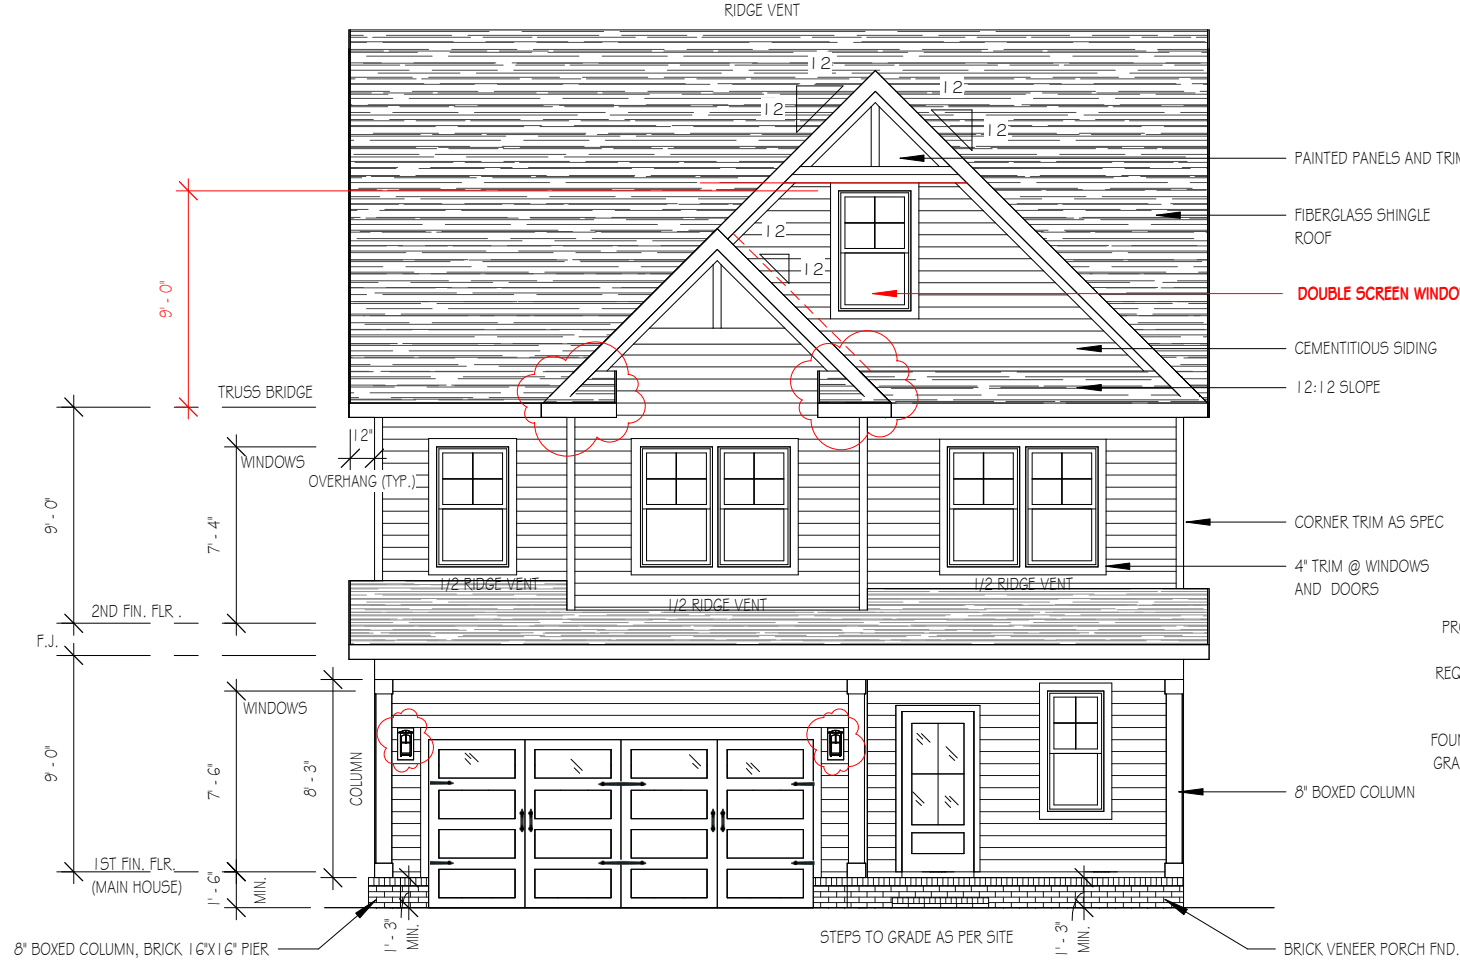 RIDGE VENT
12
12
12
12
PAINTED PANELS AND TRIM
FIBERGLASS SHINGLE
ROOF
9' - 0"
12
12
DOUBLE SCREEN WINDO
CEMENTITIOUS SIDING
12:12 SLOPE
TRUSS BRIDGE
12"
WINDOWS
OVERHANG (TYP.)
9' - 0"
7' - 4"
CORNER TRIM AS SPEC
4" TRIM @ WINDOWS
AND DOORS
1/2 RIDGE VENT
1/2 RIDGE VENT
1/2 RIDGE VENT
2ND FIN. FLR .
F.J.
PRO
REQ
WINDOWS
FOUN
GRA
9' - 0"
7' - 6"
8' - 3"
COLUMN
8" BOXED COLUMN
1ST FIN. FLR.
(MAIN HOUSE)
1' - 6"
MIN.
1' - 3"
MIN.
STEPS TO GRADE AS PER SITE
1' - 3"
MIN.
8" BOXED COLUMN, BRICK 16"X16" PIER
BRICK VENEER PORCH FND.